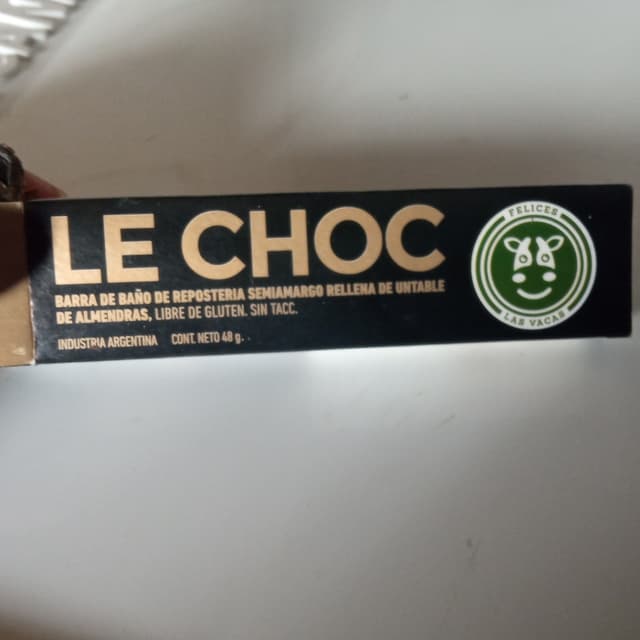 LE CHOC
BARRA DE BAÑO DE REPOSTERIA SEMIAMARGO RELLENA DE UNTABLE
DE ALMENDRAS, LIBRE DE GLUTEN. SIN TACC.
INDUSTRIA ARGENTINA CONT. NETO 48 g.
FELICES
LAS VACAS